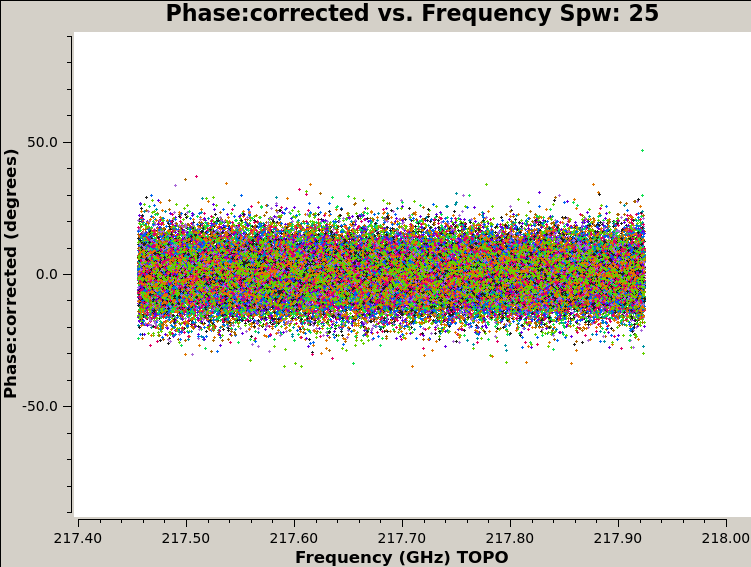 Phase:corrected vs. Frequency Spw: 25
Phase:corrected (degrees)
50.0
0.0
-50.0
217.40 217.50 217.60 217.70 217.80 217.90 218.00
Frequency (GHz) TOPO